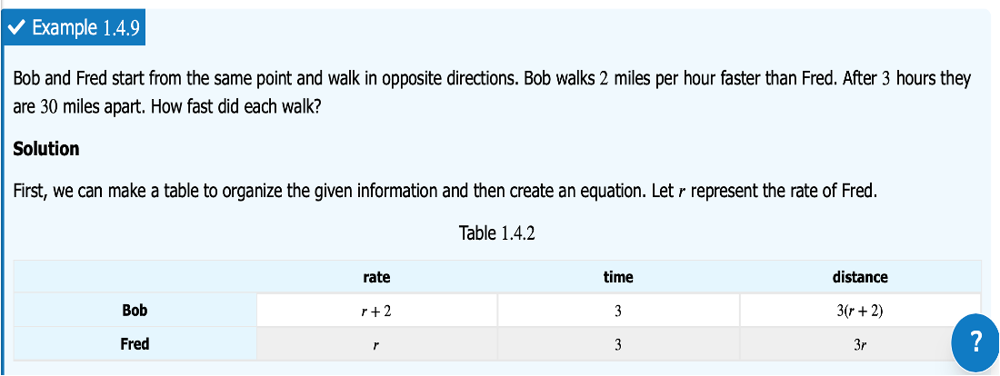 ✓ Example 1.4.9
Bob and Fred start from the same point and walk in opposite directions. Bob walks 2 miles per hour faster than Fred. After 3 hours they
are 30 miles apart. How fast did each walk?
Solution
First, we can make a table to organize the given information and then create an equation. Let r represent the rate of Fred.
Table 1.4.2
rate time distance
Bob r + 2 3 3(r + 2)
Fred r 3 3r
?